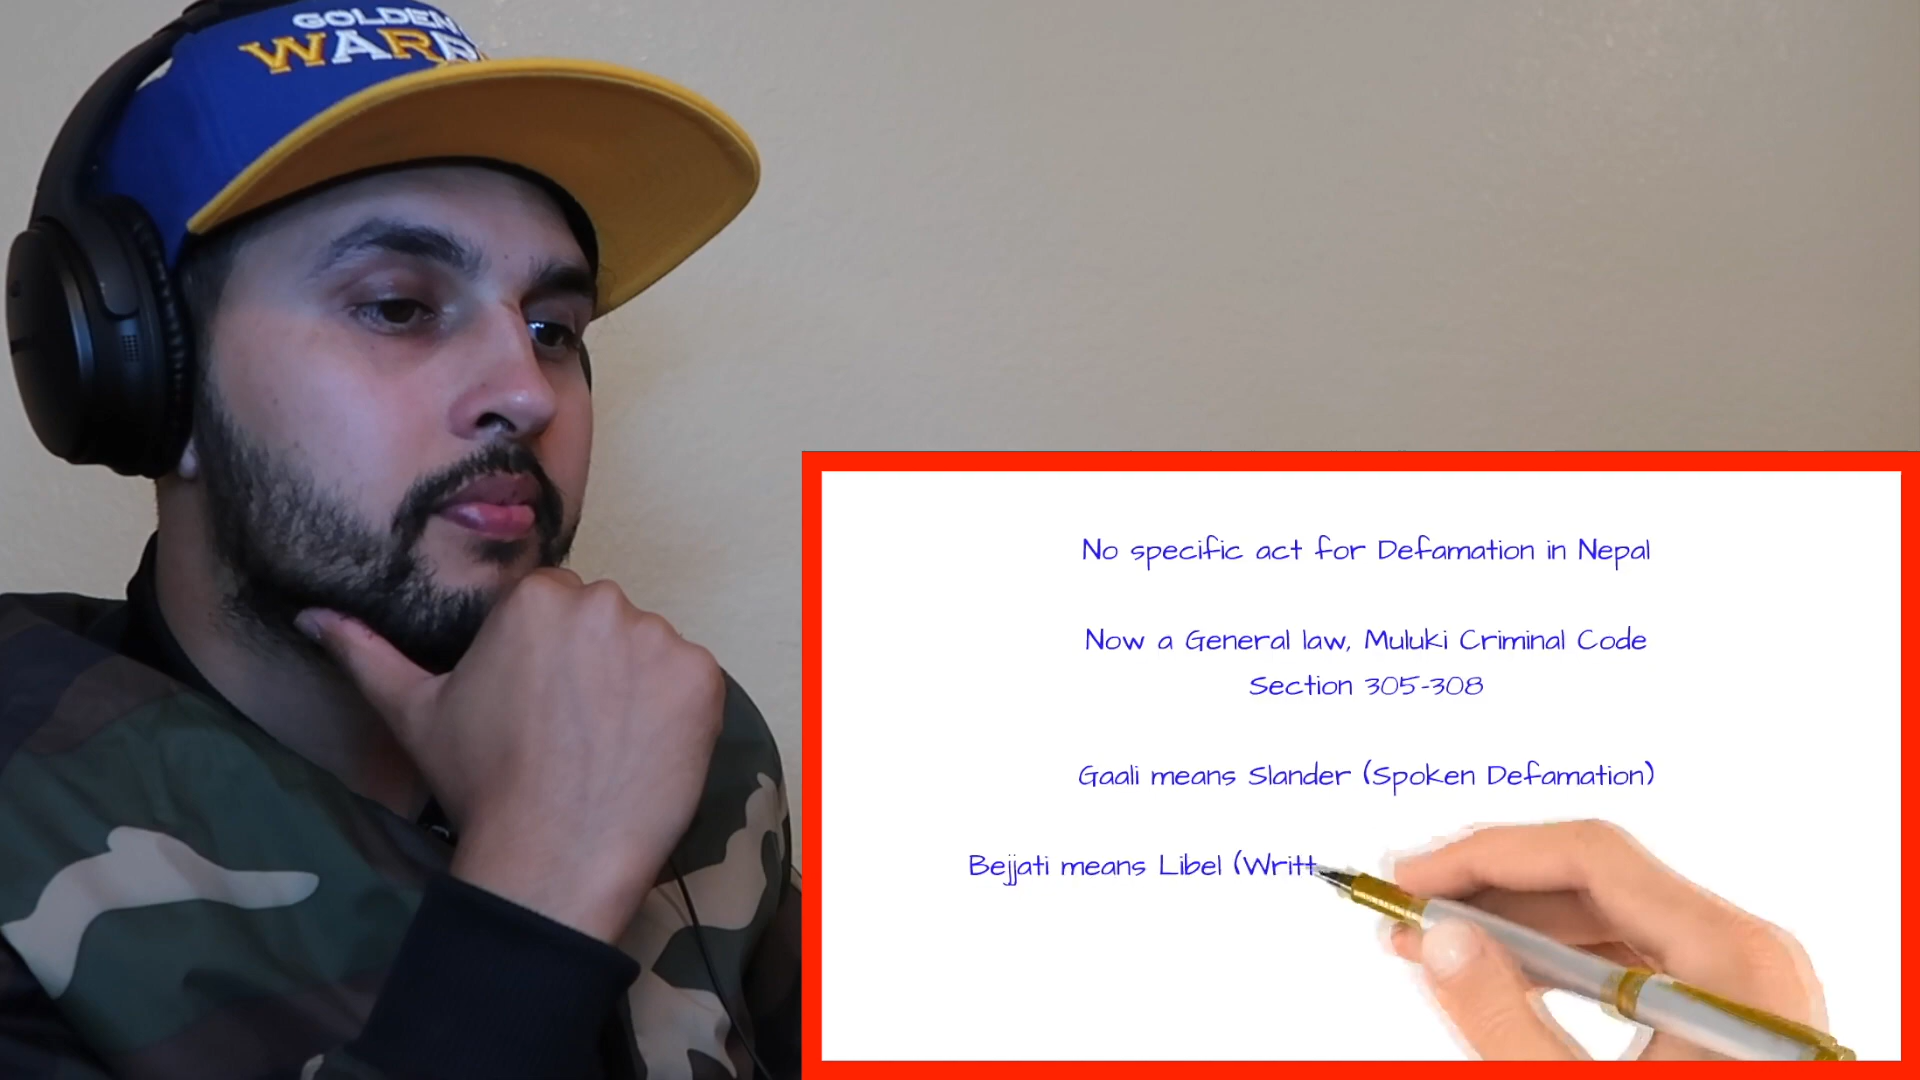 GOLDEN
WARR
No specific act for Defamation in Nepal
Now a General law, Muluki Criminal Code
Section 305-308
Gaali means Slander (Spoken Defamation)
Bejjati means Libel (Writt